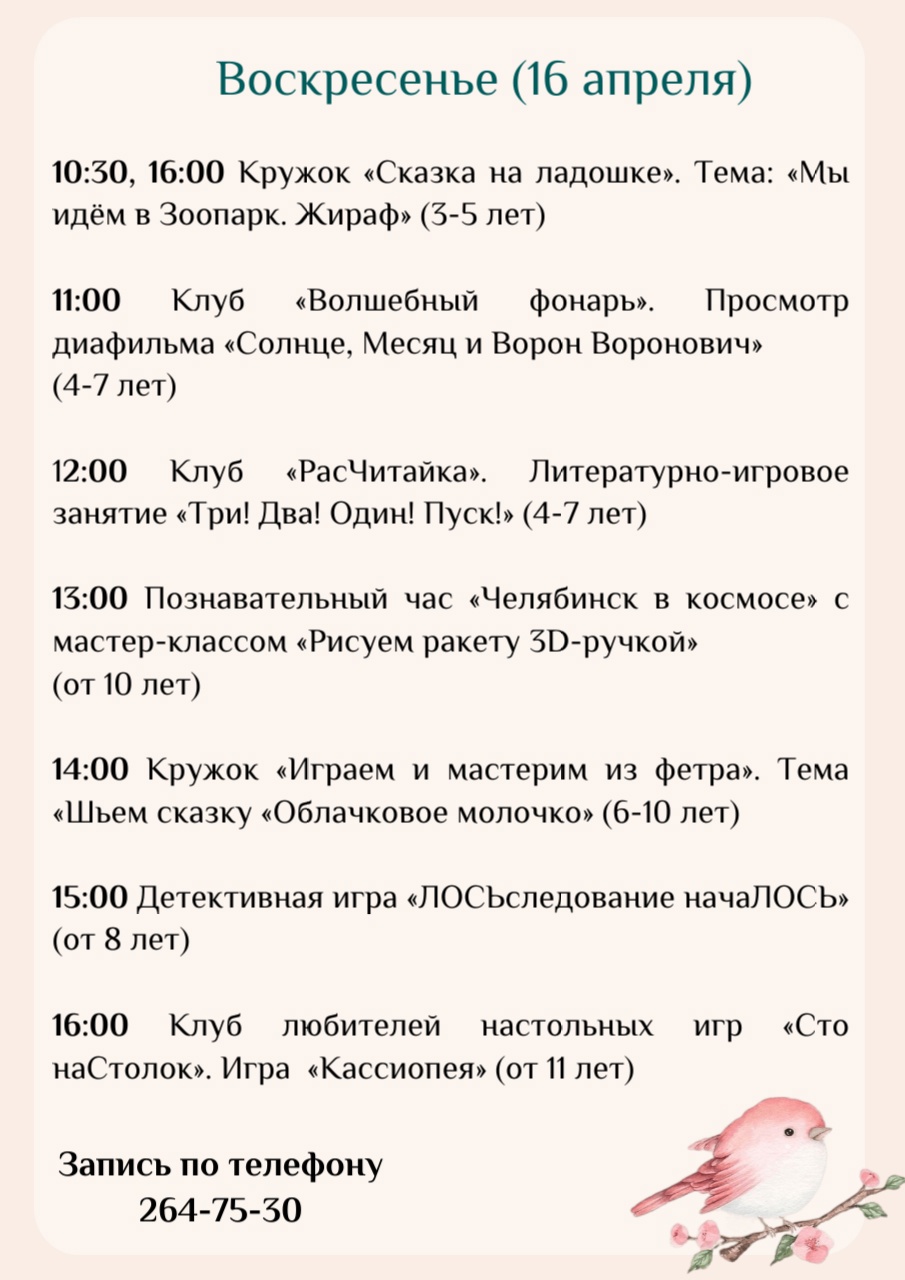 Воскресенье (16 апреля)
10:30, 16:00 Кружок «Сказка на ладошке». Тема: «Мы
идём в Зоопарк. Жираф» (3-5 лет)
11:00 Клуб «Волшебный фонарь». Просмотр
диафильма «Солнце, Месяц и Ворон Воронович»
(4-7 лет)
12:00 Клуб «РасЧитайка». Литературно-игровое
занятие «Три! Два! Один! Пуск!» (4-7 лет)
13:00 Познавательный час «Челябинск в космосе» с
мастер-классом «Рисуем ракету 3D-ручкой»
(от 10 лет)
14:00 Кружок «Играем и мастерим из фетра». Тема
«Шьем сказку «Облачковое молочко» (6-10 лет)
15:00 Детективная игра «ЛОСЬследование начаЛОСЬ»
(от 8 лет)
16:00 Клуб любителей настольных игр «Сто
наСтолок». Игра «Кассиопея» (от 11 лет)
Запись по телефону
264-75-30